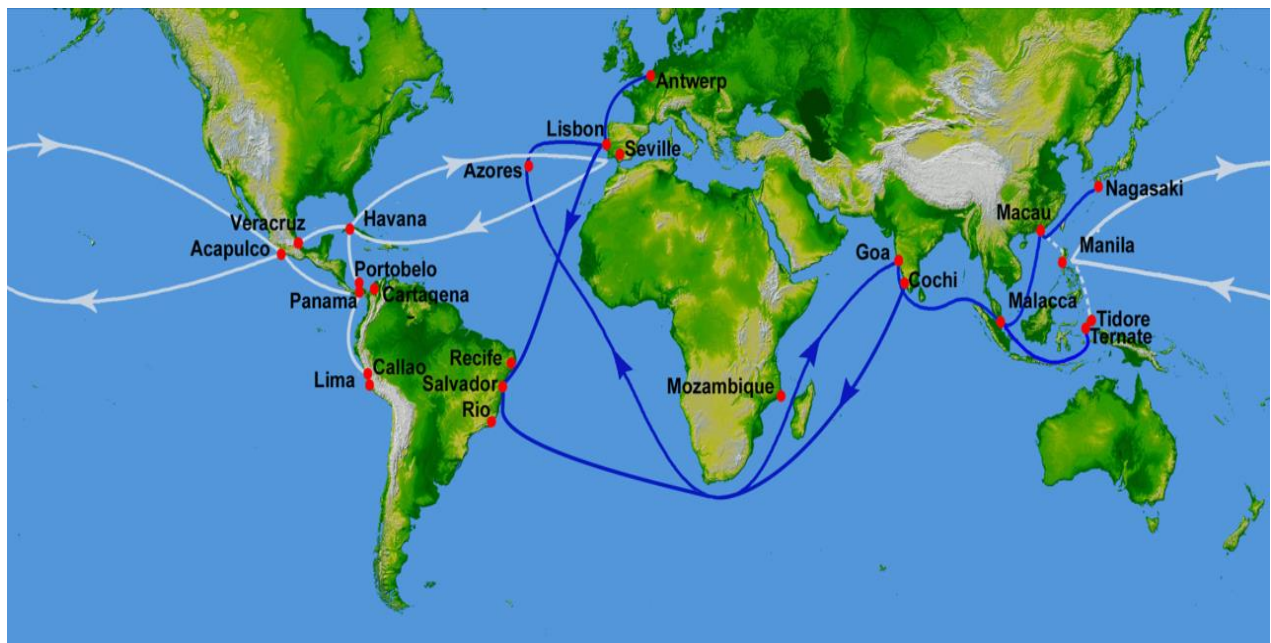 Antwerp
Lisbon
Seville
Azores
Nagasaki
Macau
Veracruz
Havana
Acapulco
Manila
Goa
Portobelo
Cochi
Panama
Cartagena
Malacca
Tidore
Ternate
Recife
Callao
Lima
Salvador
Mozambique
Rio